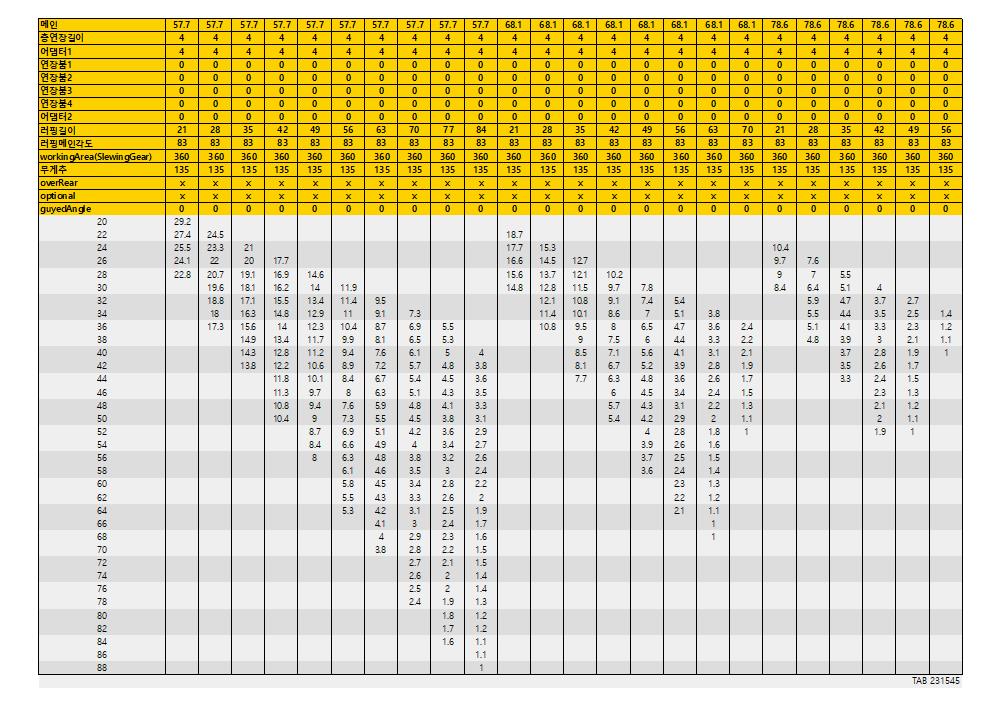 메인 57.7 57.7 57.7 57.7 57.7 57.7 57.7 57.7 57.7 57.7 68.1 68.1 68.1 68.1 68.1 68.1 68.1 68.1 78.6 78.6 78.6 78.6 78.6 78.6
총연장길이 4 4 4 4 4 4 4 4 4 4 4 4 4 4 4 4 4 4 4 4 4 4 4 4
어댑터1 4 4 4 4 4 4 4 4 4 4 4 4 4 4 4 4 4 4 4 4 4 4 4 4
연장붐1 0 0 0 0 0 0 0 0 0 0 0 0 0 0 0 0 0 0 0 0 0 0 0 0
연장붐2 0 0 0 0 0 0 0 0 0 0 0 0 0 0 0 0 0 0 0 0 0 0 0 0
연장붐3 0 0 0 0 0 0 0 0 0 0 0 0 0 0 0 0 0 0 0 0 0 0 0 0
연장붐4 0 0 0 0 0 0 0 0 0 0 0 0 0 0 0 0 0 0 0 0 0 0 0 0
어댑터2 0 0 0 0 0 0 0 0 0 0 0 0 0 0 0 0 0 0 0 0 0 0 0 0
러핑길이 21 28 35 42 49 56 63 70 77 84 21 28 35 42 49 56 63 70 21 28 35 42 49 56
러핑메인각도 83 83 83 83 83 83 83 83 83 83 83 83 83 83 83 83 83 83 83 83 83 83 83 83
workingArea(SlewingGear) 360 360 360 360 360 360 360 360 360 360 360 360 360 360 360 360 360 360 360 360 360 360 360 360
무게추 135 135 135 135 135 135 135 135 135 135 135 135 135 135 135 135 135 135 135 135 135 135 135 135
overRear x x x x x x x x x x x x x x x x x x x x x x x x
optional x x x x x x x x x x x x x x x x x x x x x x x x
guyedAngle 0 0 0 0 0 0 0 0 0 0 0 0 0 0 0 0 0 0 0 0 0 0 0 0
20 29.2
22 27.4 24.5 18.7
24 25.5 23.3 21 17.7 15.3 10.4
26 24.1 22 20 17.7 16.6 14.5 12.7 9.7 7.6
28 22.8 20.7 19.1 16.9 14.6 15.6 13.7 12.1 10.2 9 7 5.5
30 19.6 18.1 16.2 14 11.9 14.8 12.8 11.5 9.7 7.8 8.4 6.4 5.1 4
32 18.8 17.1 15.5 13.4 11.4 9.5 12.1 10.8 9.1 7.4 5.4 5.9 4.7 3.7 2.7
34 18 16.3 14.8 12.9 11 9.1 7.3 11.4 10.1 8.6 7 5.1 3.8 5.5 4.4 3.5 2.5 1.4
36 17.3 15.6 14 12.3 10.4 8.7 6.9 5.5 10.8 9.5 8 6.5 4.7 3.6 2.4 5.1 4.1 3.3 2.3 1.2
38 14.9 13.4 11.7 9.9 8.1 6.5 5.3 9 7.5 6 4.4 3.3 2.2 4.8 3.9 3 2.1 1.1
40 14.3 12.8 11.2 9.4 7.6 6.1 5 4 8.5 7.1 5.6 4.1 3.1 2.1 3.7 2.8 1.9 1
42 13.8 12.2 10.6 8.9 7.2 5.7 4.8 3.8 8.1 6.7 5.2 3.9 2.8 1.9 3.5 2.6 1.7
44 11.8 10.1 8.4 6.7 5.4 4.5 3.6 7.7 6.3 4.8 3.6 2.6 1.7 3.3 2.4 1.5
46 11.3 9.7 8 6.3 5.1 4.3 3.5 6 4.5 3.4 2.4 1.5 2.3 1.3
48 10.8 9.4 7.6 5.9 4.8 4.1 3.3 5.7 4.3 3.1 2.2 1.3 2.1 1.2
50 10.4 9 7.3 5.5 4.5 3.8 3.1 5.4 4.2 2.9 2 1.1 2 1.1
52 8.7 6.9 5.1 4.2 3.6 2.9 4 2.8 1.8 1 1.9 1
54 8.4 6.6 4.9 4 3.4 2.7 3.9 2.6 1.6
56 8 6.3 4.8 3.8 3.2 2.6 3.7 2.5 1.5
58 6.1 4.6 3.5 3 2.4 3.6 2.4 1.4
60 5.8 4.5 3.4 2.8 2.2 2.3 1.3
62 5.5 4.3 3.3 2.6 2 2.2 1.2
64 5.3 4.2 3.1 2.5 1.9 2.1 1.1
66 4.1 3 2.4 1.7 1
68 4 2.9 2.3 1.6 1
70 3.8 2.8 2.2 1.5
72 2.7 2.1 1.5
74 2.6 2 1.4
76 2.5 2 1.4
78 2.4 1.9 1.3
80 1.8 1.2
82 1.7 1.2
84 1.6 1.1
86 1.1
88 1
TAB 231545